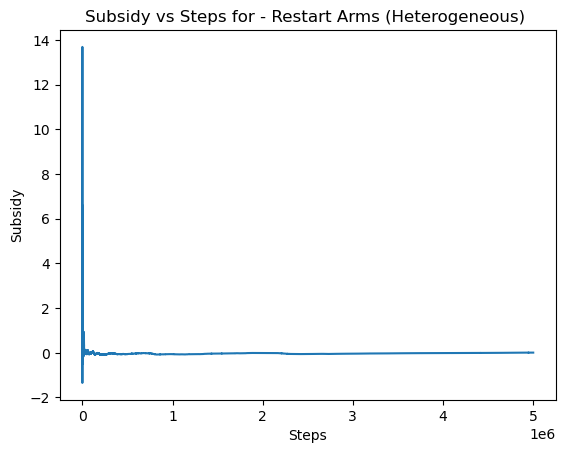 Subsidy vs Steps for - Restart Arms (Heterogeneous)
14
12
10
8
6
4
2
0
−2
Subsidy
0 1 2 3 4 5
1e6
Steps